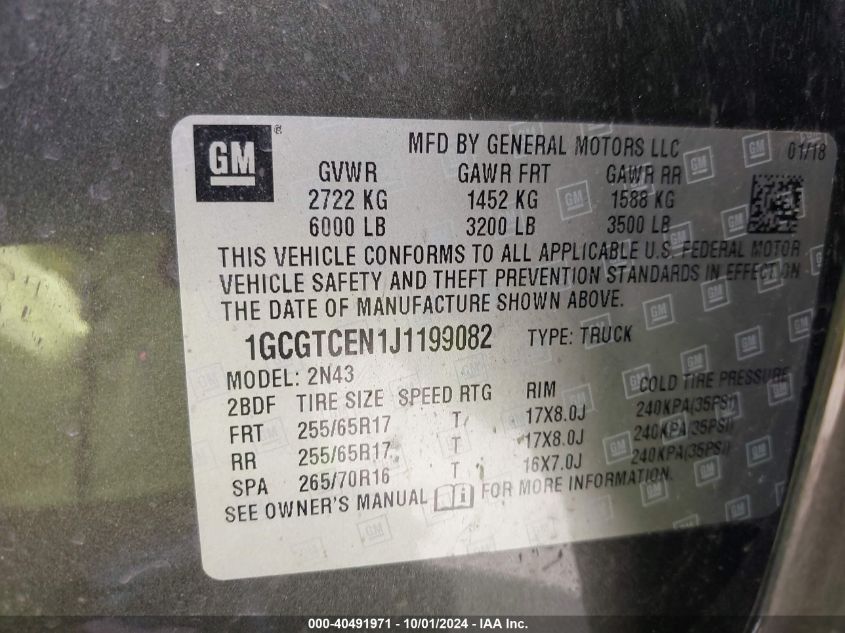 GM ®
MFD BY GENERAL MOTORS LLC 01/18
GVWR GAWR FRT GAWR RR
2722 KG 1452 KG 1588 KG
6000 LB 3200 LB 3500 LB
THIS VEHICLE CONFORMS TO ALL APPLICABLE U.S. FEDERAL MOTOR
VEHICLE SAFETY AND THEFT PREVENTION STANDARDS IN EFFECT ON
THE DATE OF MANUFACTURE SHOWN ABOVE.
1GCGTCEN1J1199082 TYPE: TRUCK
MODEL: 2N43
2BDF TIRE SIZE SPEED RTG RIM COLD TIRE PRESSURE
FRT 255/65R17 T 17X8.0J 240KPA(35PSI)
RR 255/65R17 T 17X8.0J 240KPA(35PSI)
SPA 265/70R16 T 16X7.0J 240KPA(35PSI)
SEE OWNER'S MANUAL FOR MORE INFORMATION.
000-40491971 - 10/01/2024 - IAA Inc.